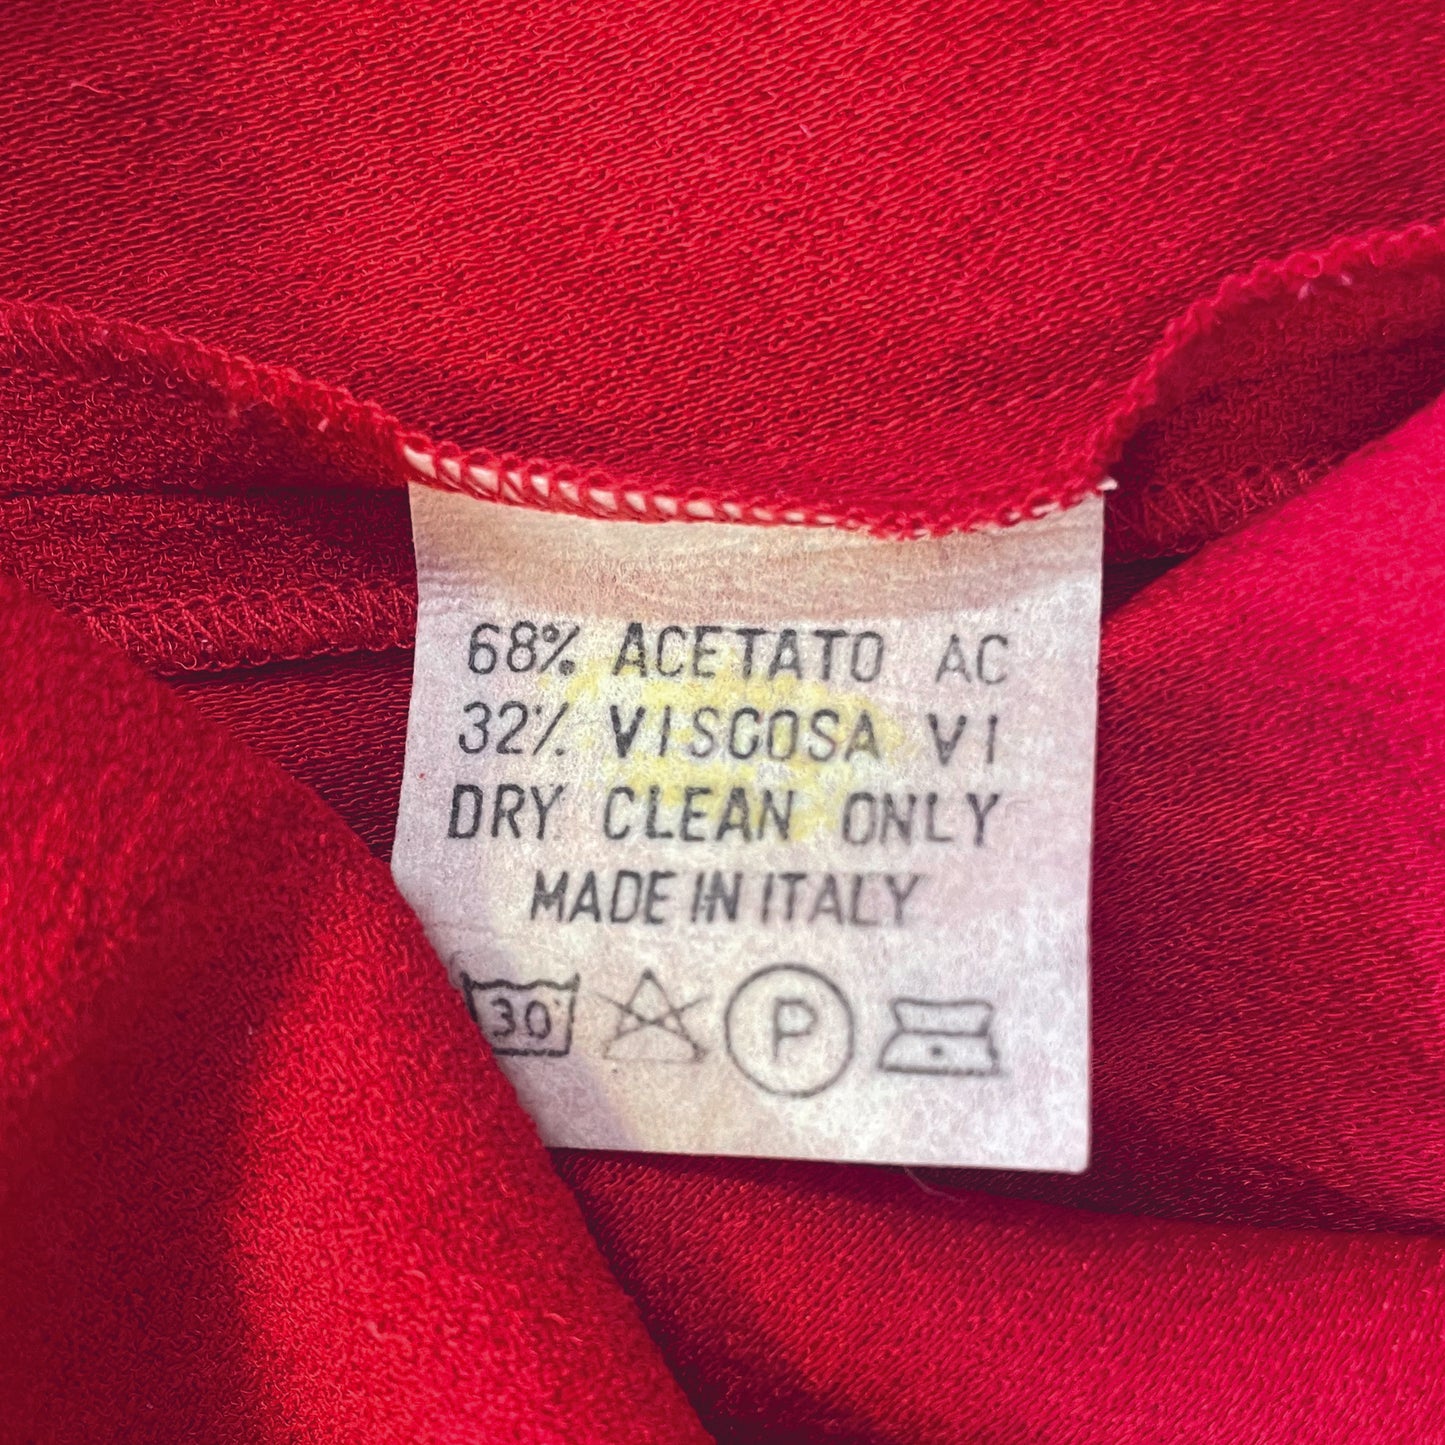 68% ACETATO AC
32% VISCOSA VI
DRY CLEAN ONLY
MADE IN ITALY
30 P